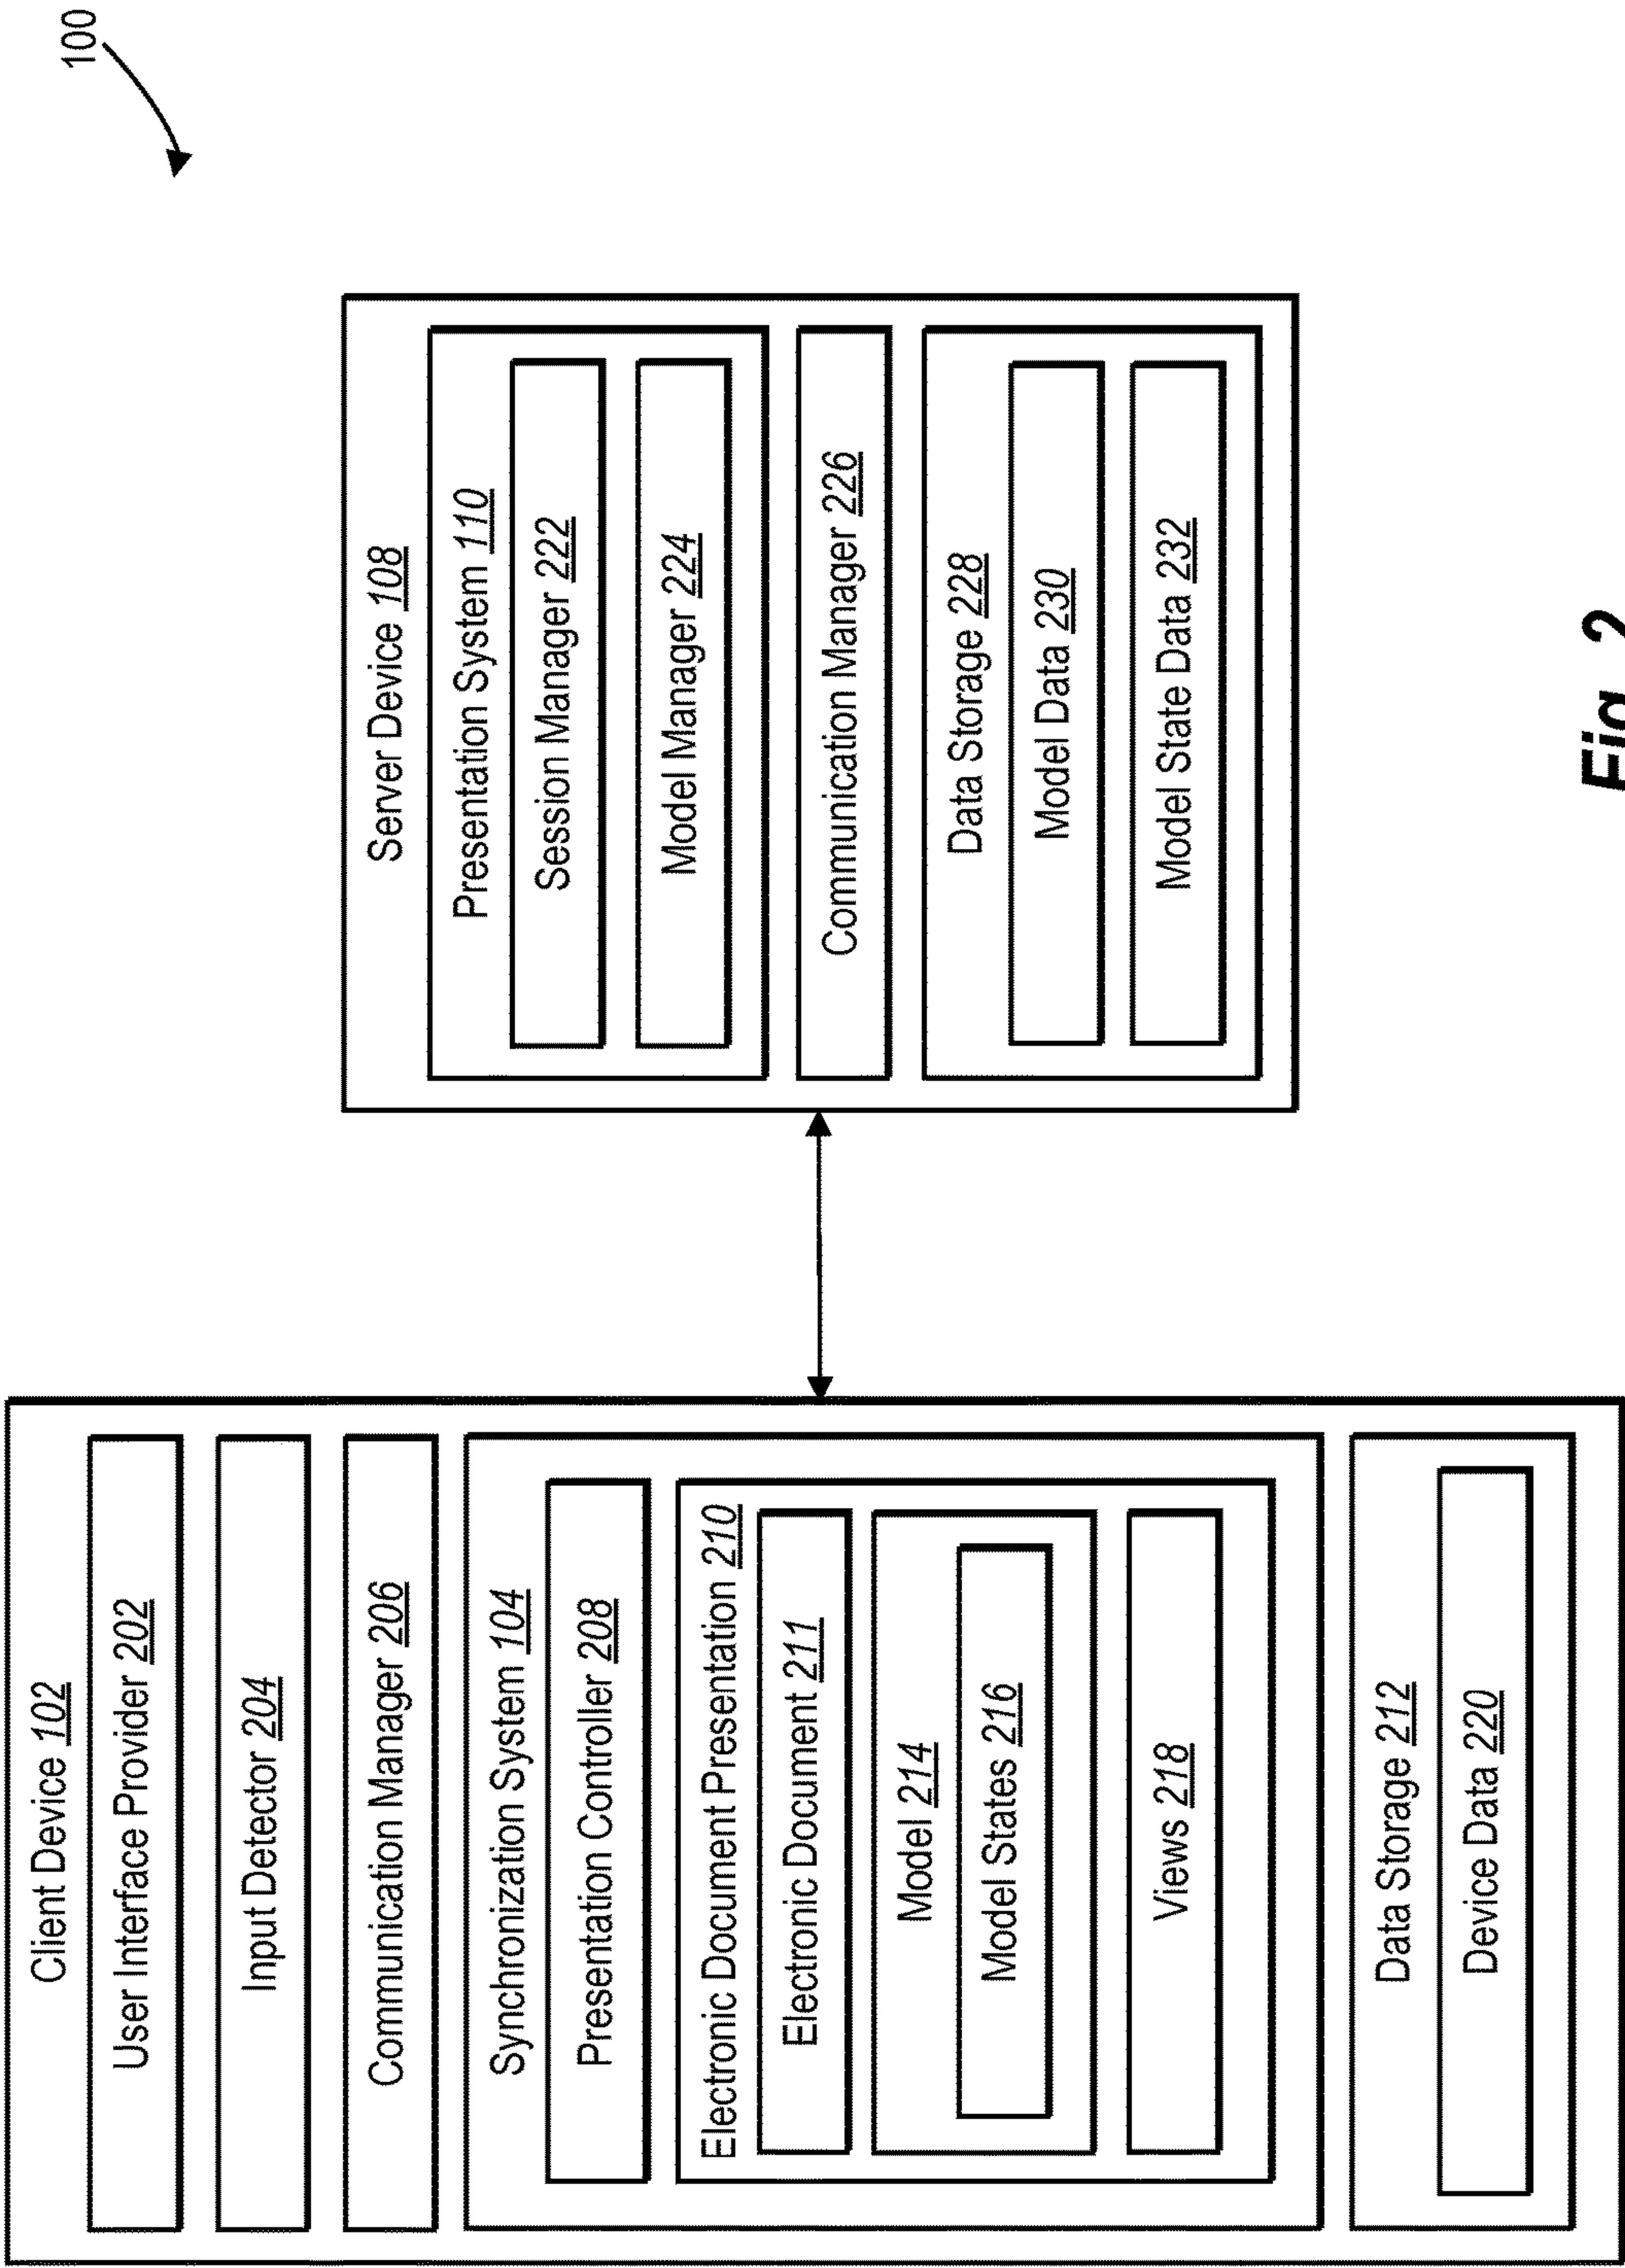 100
Client Device 102
User Interface Provider 202
Input Detector 204
Communication Manager 206
Synchronization System 104
Presentation Controller 208
Electronic Document Presentation 210
Electronic Document 211
Model 214
Model States 216
Views 218
Data Storage 212
Device Data 220
Server Device 108
Presentation System 110
Session Manager 222
Model Manager 224
Communication Manager 226
Data Storage 228
Model Data 230
Model State Data 232
Fig. 2